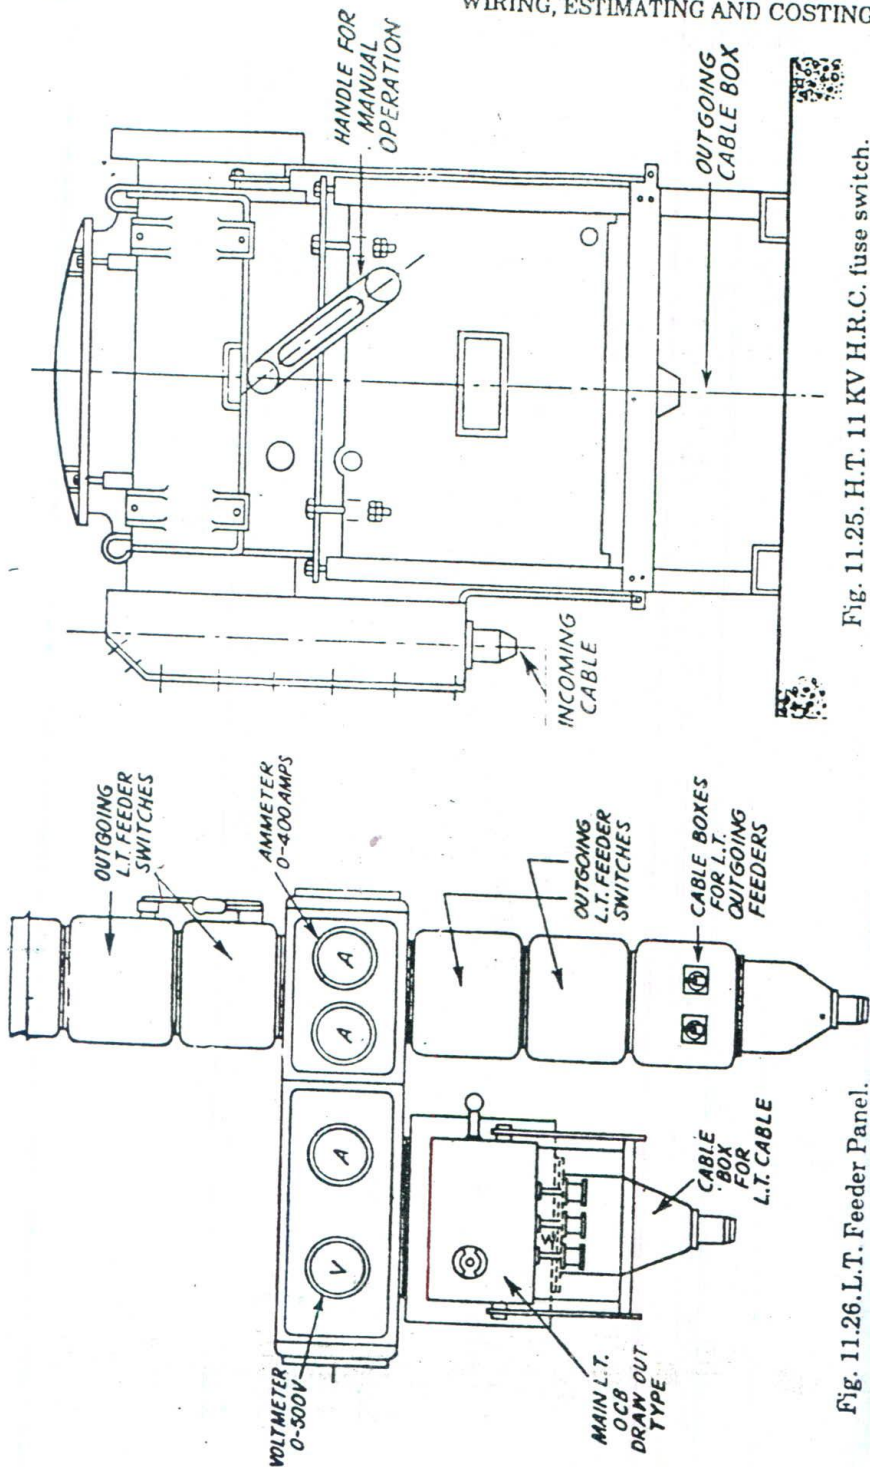 WIRING, ESTIMATING AND COSTING
HANDLE FOR
MANUAL
OPERATION
OUTGOING
CABLE BOX
INCOMING
CABLE
Fig. 11.25. H.T. 11 KV H.R.C. fuse switch.
OUTGOING
L.T. FEEDER
SWITCHES
AMMETER
0-400 AMPS
A
A
A
V
VOLTMETER
0-500V
OUTGOING
L.T. FEEDER
SWITCHES
CABLE BOXES
FOR L.T.
OUTGOING
FEEDERS
MAIN L.T.
OCB
DRAW OUT
TYPE
CABLE
BOX
FOR
L.T. CABLE
Fig. 11.26. L.T. Feeder Panel.